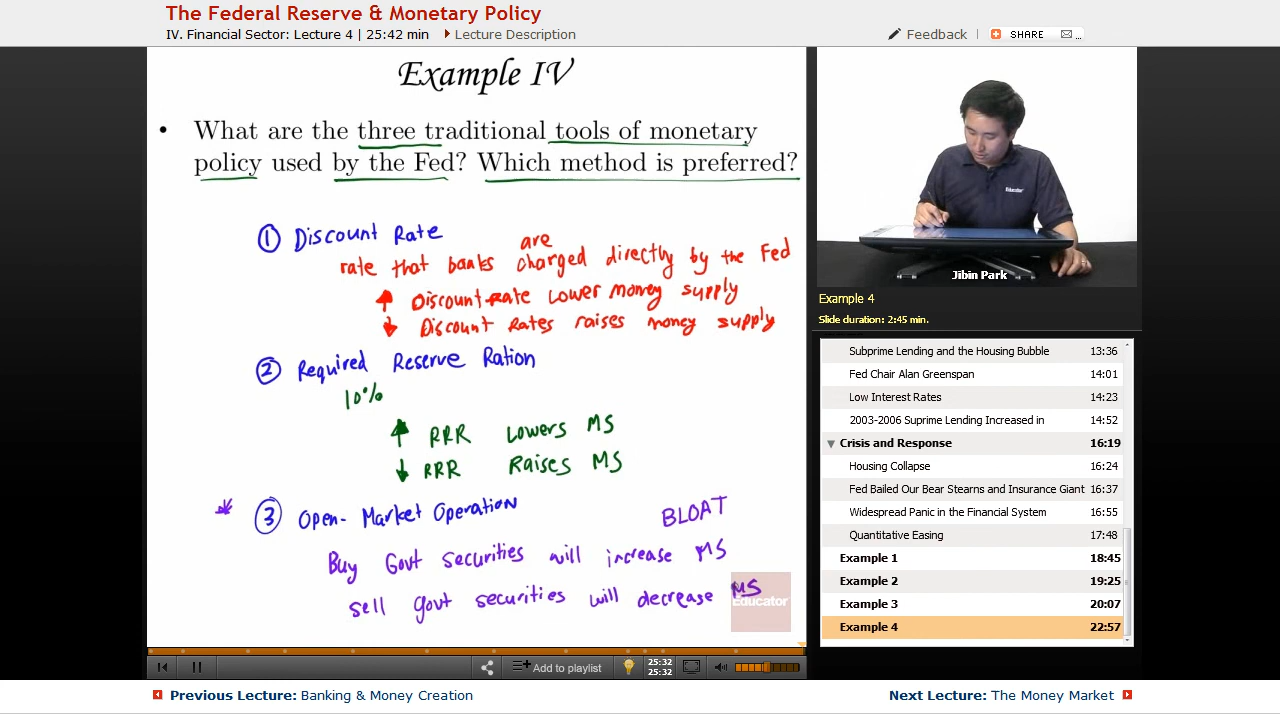 The Federal Reserve & Monetary Policy
IV. Financial Sector: Lecture 4 | 25:42 min
Lecture Description
Feedback
SHARE
Example IV
• What are the three traditional tools of monetary
policy used by the Fed? Which method is preferred?
① Discount Rate
are
rate that banks charged directly by the Fed
↑ Discount rate Lower money supply
↓ Discount Rates raises money supply
② Required Reserve Ration
10%
↑ RRR Lowers MS
↓ RRR Raises MS
③ Open-Market Operation
BLOAT
Buy Govt securities will increase MS
sell govt securities will decrease MS
Educator
Educator
Jibin Park
Example 4
Slide duration: 2:45 min.
Subprime Lending and the Housing Bubble 13:36
Fed Chair Alan Greenspan 14:01
Low Interest Rates 14:23
2003-2006 Suprime Lending Increased in 14:52
Crisis and Response 16:19
Housing Collapse 16:24
Fed Bailed Our Bear Stearns and Insurance Giant 16:37
Widespread Panic in the Financial System 16:55
Quantitative Easing 17:48
Example 1 18:45
Example 2 19:25
Example 3 20:07
Example 4 22:57
Add to playlist
25:32
25:32
Previous Lecture: Banking & Money Creation
Next Lecture: The Money Market